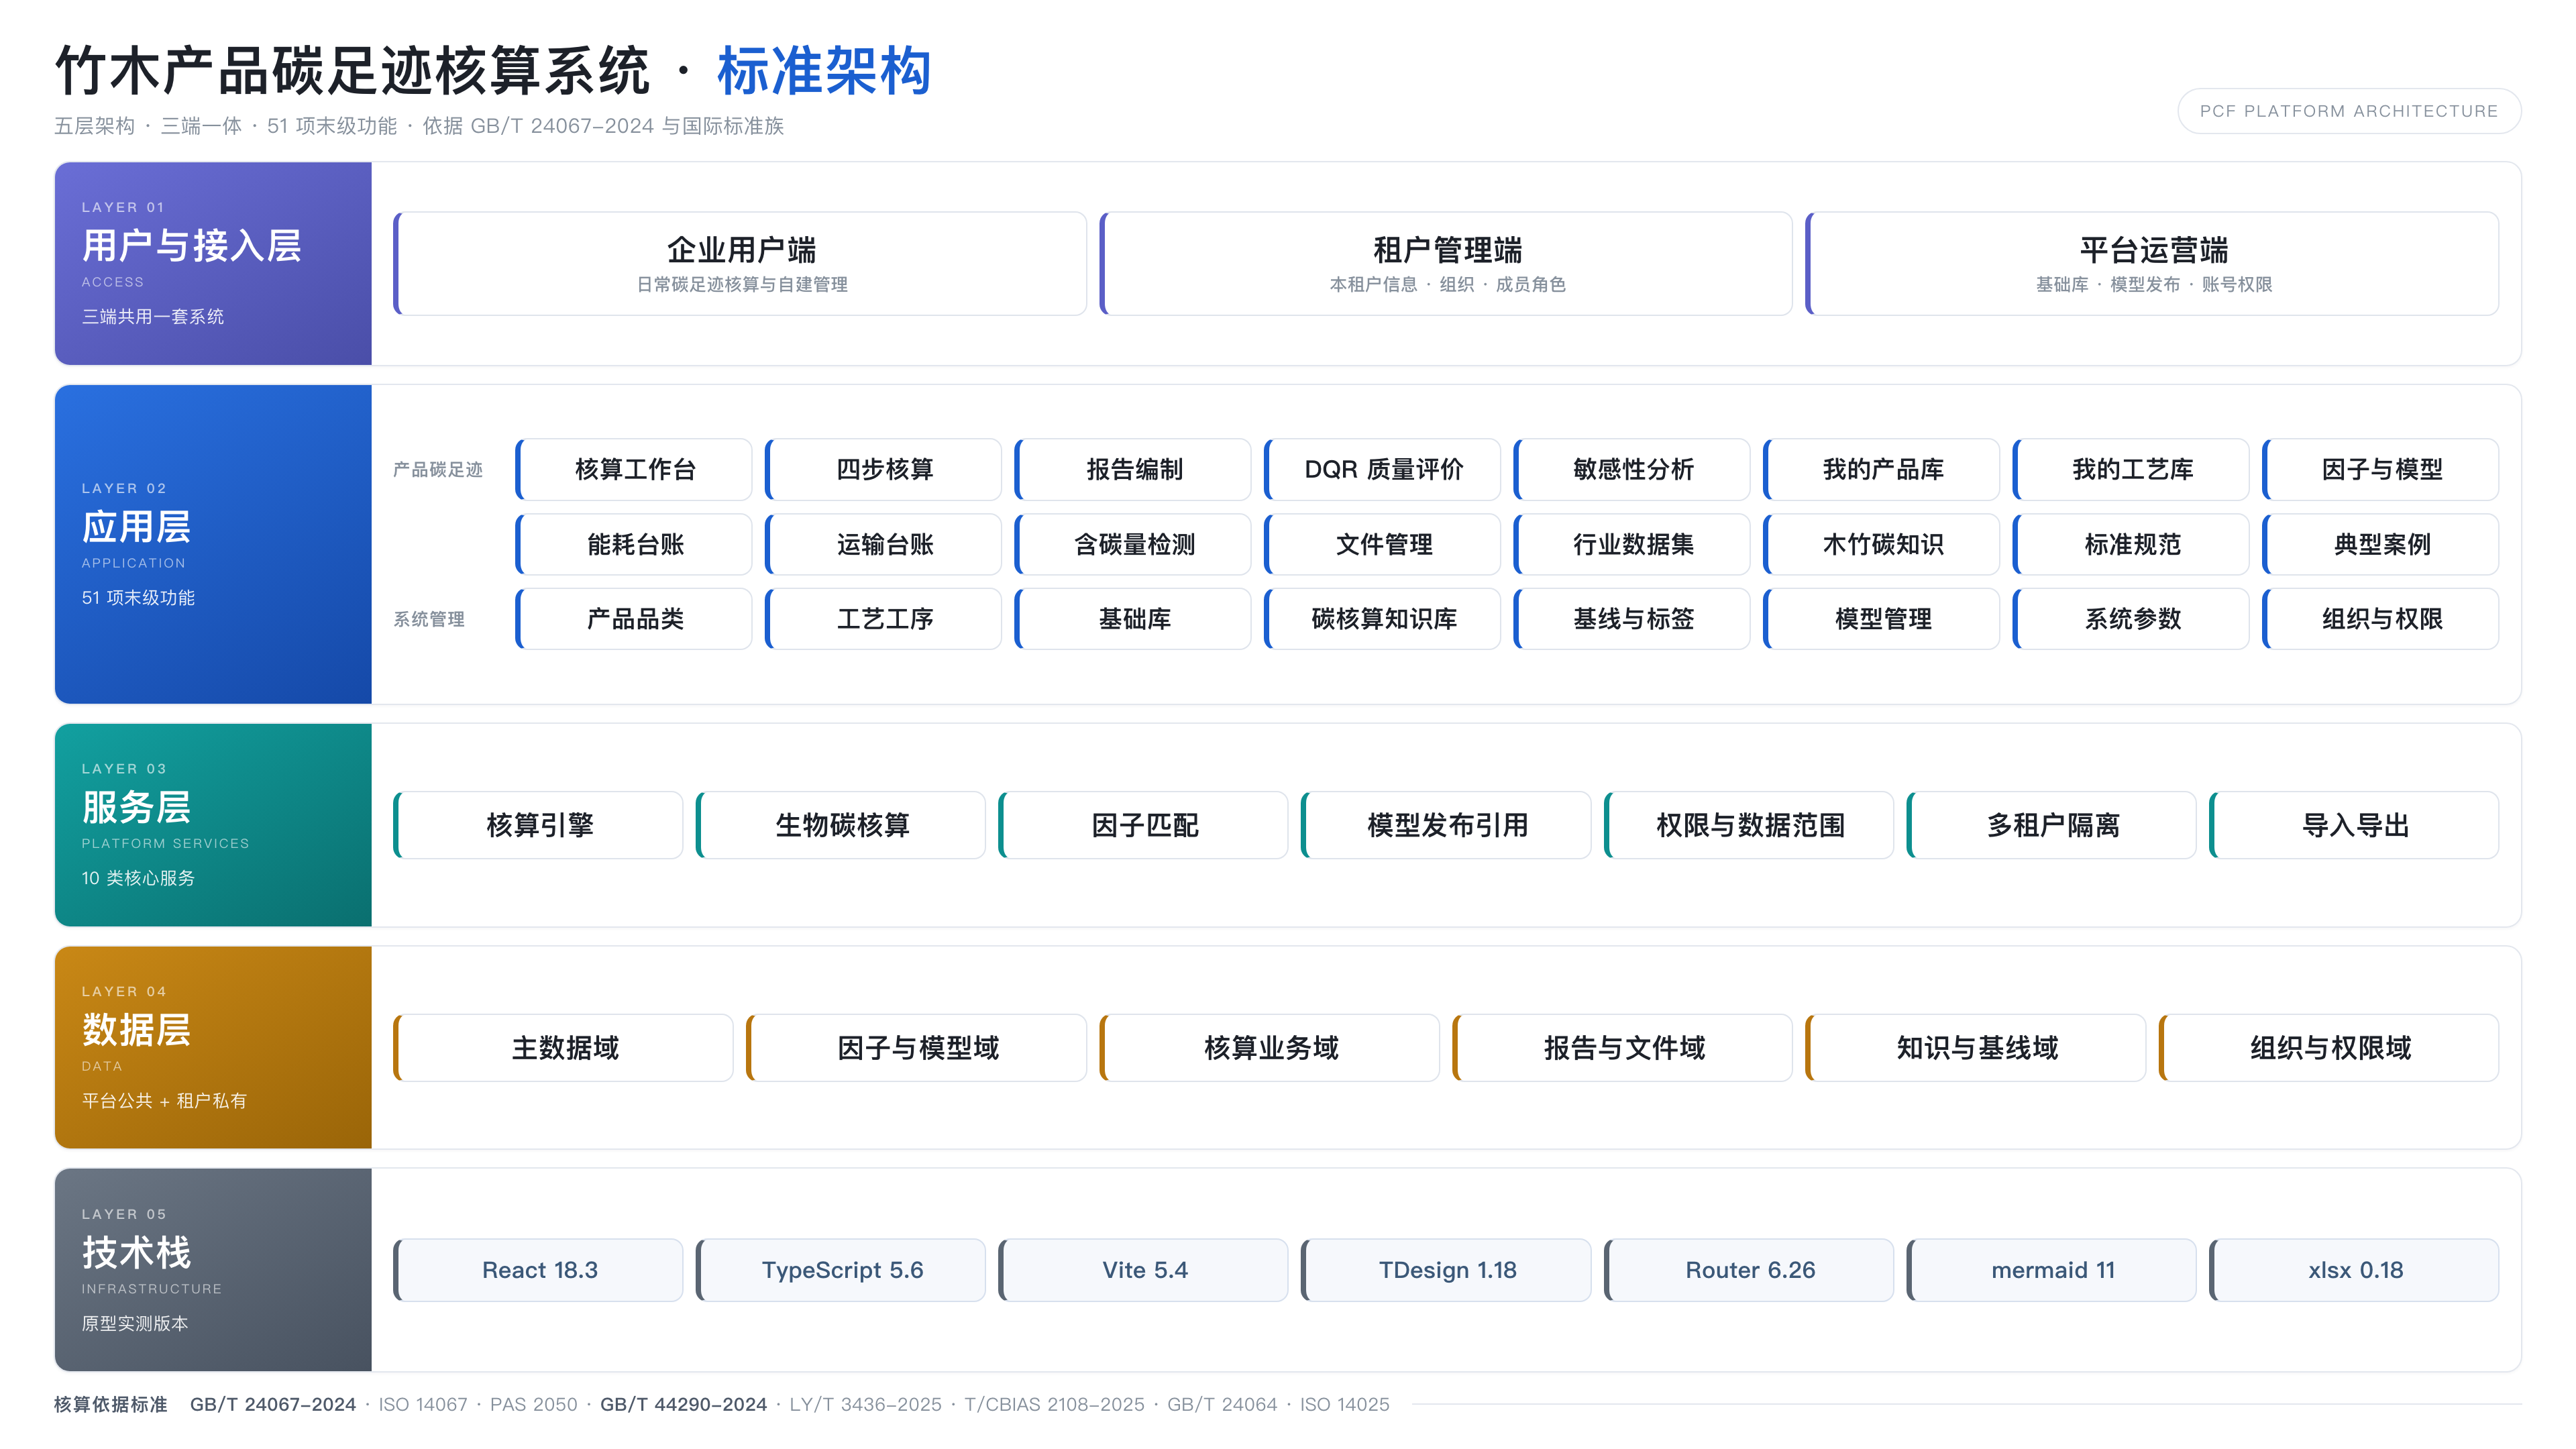 竹木产品碳足迹核算系统 · 标准架构
五层架构 · 三端一体 · 51 项末级功能 · 依据 GB/T 24067-2024 与国际标准族
PCF PLATFORM ARCHITECTURE
LAYER 01
用户与接入层
ACCESS
三端共用一套系统
企业用户端
日常碳足迹核算与自建管理
租户管理端
本租户信息 · 组织 · 成员角色
平台运营端
基础库 · 模型发布 · 账号权限
LAYER 02
应用层
APPLICATION
51 项末级功能
产品碳足迹
核算工作台
四步核算
报告编制
DQR 质量评价
敏感性分析
我的产品库
我的工艺库
因子与模型
能耗台账
运输台账
含碳量检测
文件管理
行业数据集
木竹碳知识
标准规范
典型案例
系统管理
产品品类
工艺工序
基础库
碳核算知识库
基线与标签
模型管理
系统参数
组织与权限
LAYER 03
服务层
PLATFORM SERVICES
10 类核心服务
核算引擎
生物碳核算
因子匹配
模型发布引用
权限与数据范围
多租户隔离
导入导出
LAYER 04
数据层
DATA
平台公共 + 租户私有
主数据域
因子与模型域
核算业务域
报告与文件域
知识与基线域
组织与权限域
LAYER 05
技术栈
INFRASTRUCTURE
原型实测版本
React 18.3
TypeScript 5.6
Vite 5.4
TDesign 1.18
Router 6.26
mermaid 11
xlsx 0.18
核算依据标准 GB/T 24067-2024 · ISO 14067 · PAS 2050 · GB/T 44290-2024 · LY/T 3436-2025 · T/CBIAS 2108-2025 · GB/T 24064 · ISO 14025